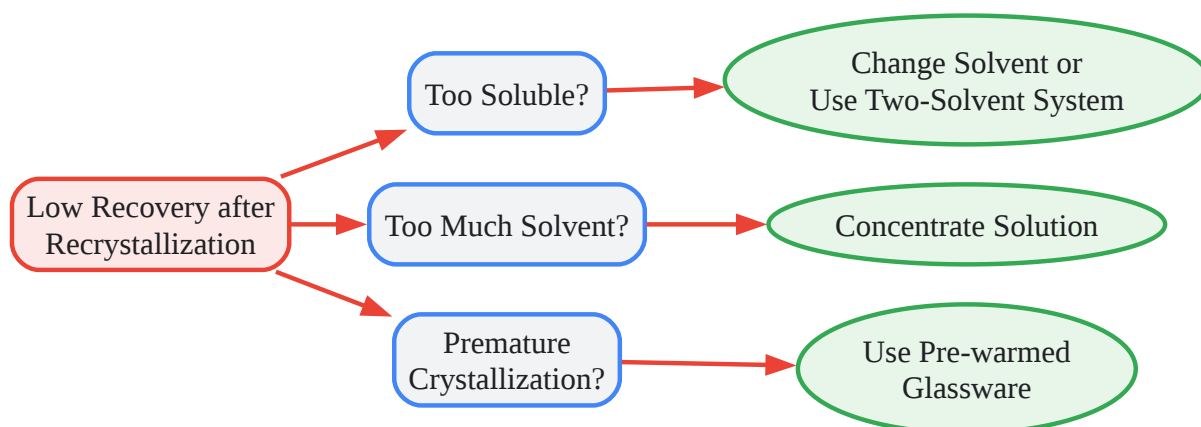 Low Recovery after
Recrystallization
Too Soluble?
Change Solvent or
Use Two-Solvent System
Too Much Solvent?
Concentrate Solution
Premature
Crystallization?
Use Pre-warmed
Glassware